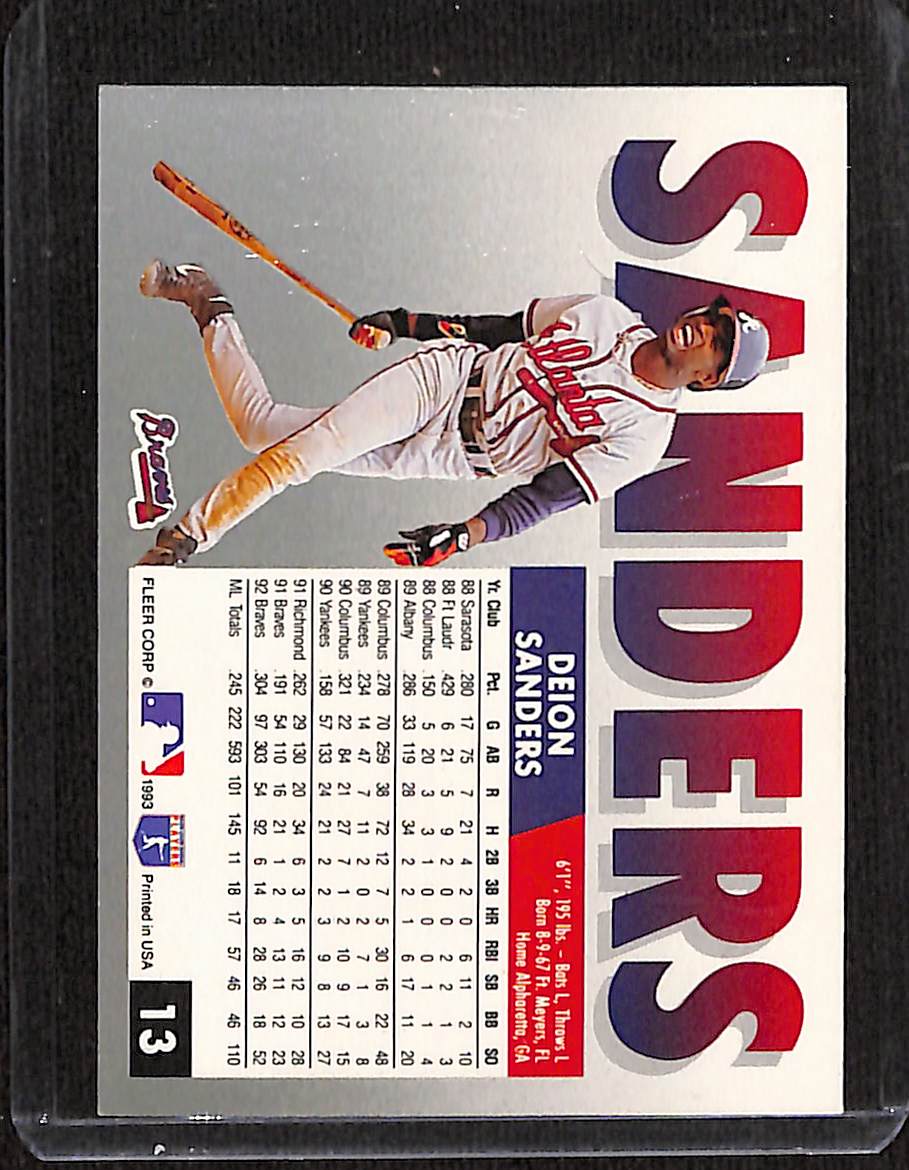 SANDERS
Atlanta
Braves
DEION
SANDERS
6'1", 195 lbs. – Bats L, Throws L
Born 8-9-67 Ft. Meyers, FL
Home Alpharetta, GA
Yr. Club Pct. G AB R H 2B 3B HR RBI SB BB SO
88 Sarasota .280 17 75 7 21 4 2 0 6 11 2 10
88 Ft Laudr .429 6 21 5 9 2 0 0 2 2 1 3
88 Columbus .150 5 20 3 3 1 0 0 0 1 1 4
89 Albany .286 33 119 28 34 2 2 1 6 17 11 20
89 Columbus .278 70 259 38 72 12 7 5 30 16 22 48
89 Yankees .234 14 47 7 11 2 0 2 7 1 3 8
90 Columbus .321 22 84 21 27 7 1 2 10 9 17 15
90 Yankees .158 57 133 24 21 2 2 3 9 8 13 27
91 Richmond .262 29 130 20 34 6 3 5 16 12 10 28
91 Braves .191 54 110 16 21 1 2 4 13 11 12 23
92 Braves .304 97 303 54 92 6 14 8 28 26 18 52
ML Totals .245 222 593 101 145 11 18 17 57 46 46 110
FLEER CORP © 1993 PLAYERS Printed in USA
13